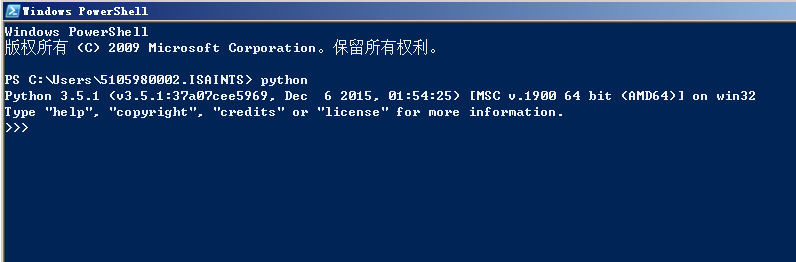 Windows PowerShell
Windows PowerShell
版权所有 (C) 2009 Microsoft Corporation。保留所有权利。
PS C:\Users\5105980002.ISAINTS> python
Python 3.5.1 (v3.5.1:37a07cee5969, Dec  6 2015, 01:54:25) [MSC v.1900 64 bit (AMD64)] on win32
Type "help", "copyright", "credits" or "license" for more information.
>>>